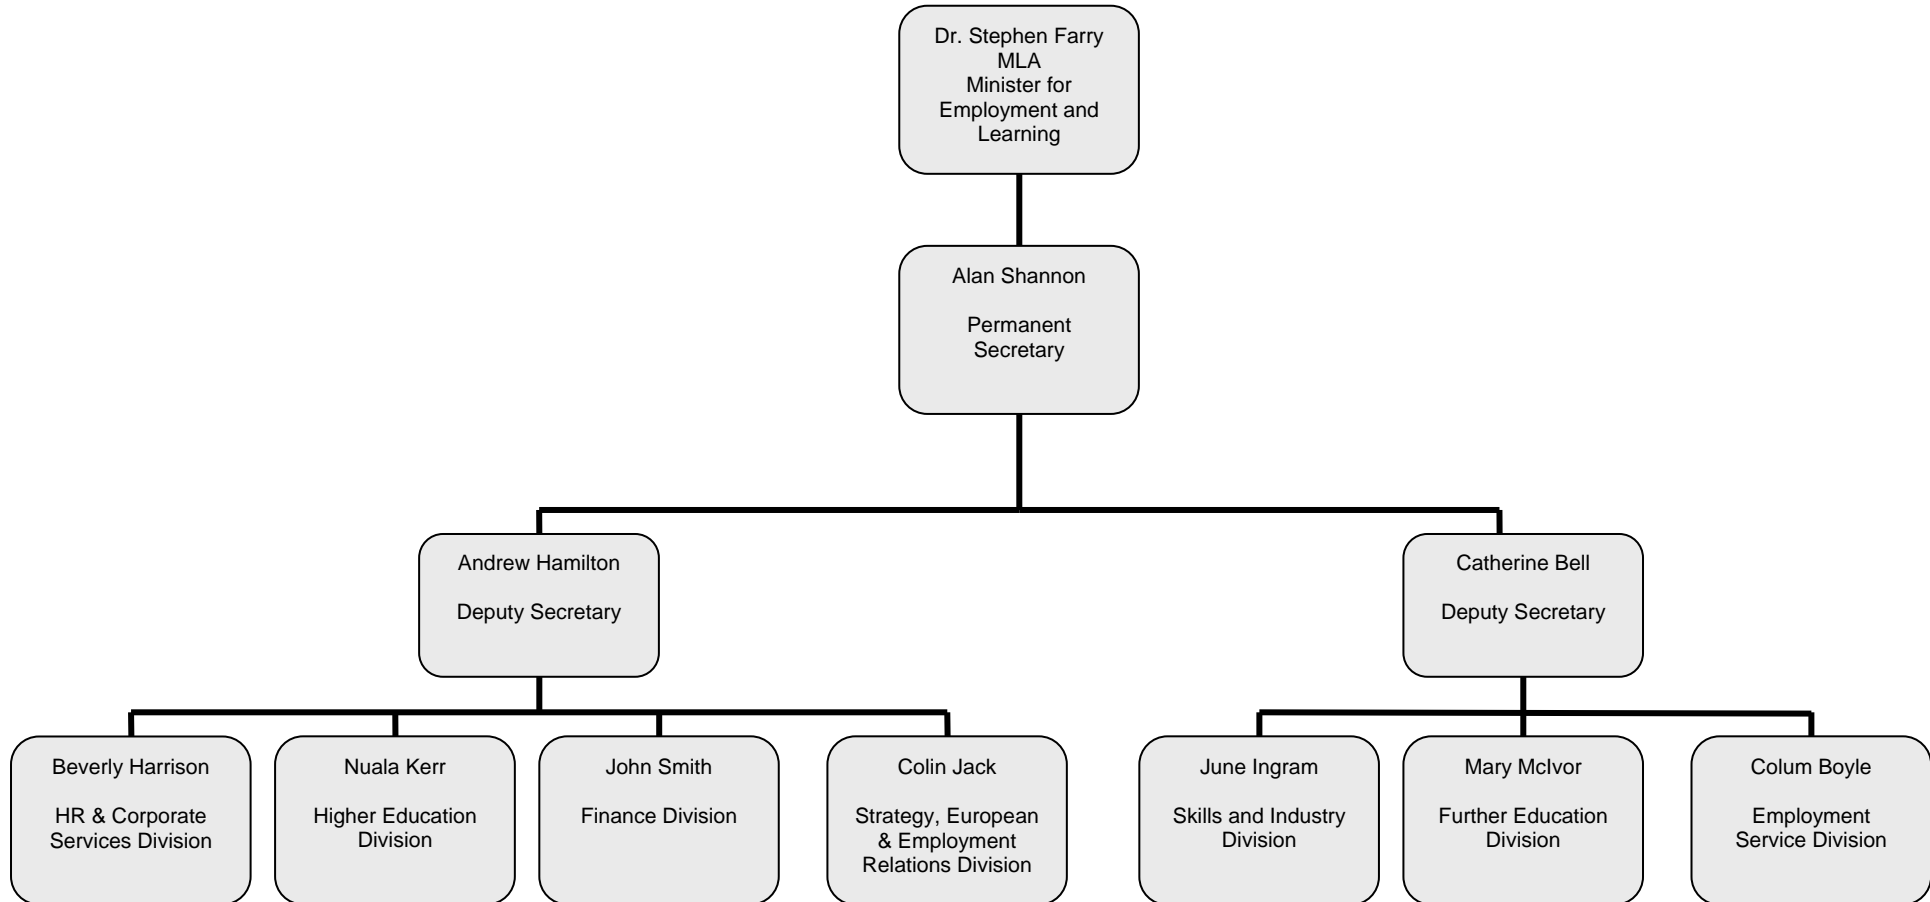 Dr. Stephen Farry
MLA
Minister for
Employment and
Learning
Alan Shannon
Permanent
Secretary
Andrew Hamilton
Deputy Secretary
Catherine Bell
Deputy Secretary
Beverly Harrison
HR & Corporate
Services Division
Nuala Kerr
Higher Education
Division
John Smith
Finance Division
Colin Jack
Strategy, European
& Employment
Relations Division
June Ingram
Skills and Industry
Division
Mary McIvor
Further Education
Division
Colum Boyle
Employment
Service Division